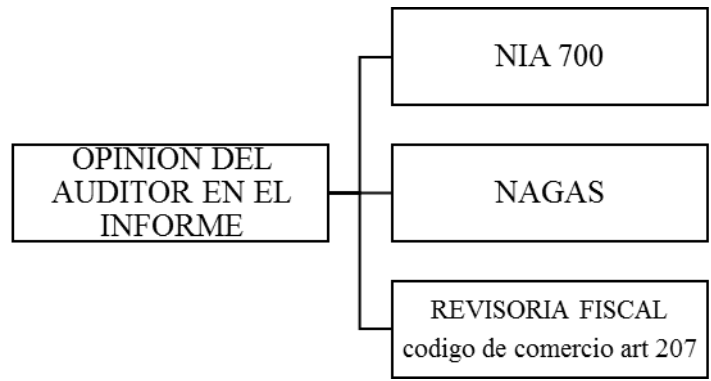 OPINION DEL
AUDITOR EN EL
INFORME
NIA 700
NAGAS
REVISORIA FISCAL
codigo de comercio art 207